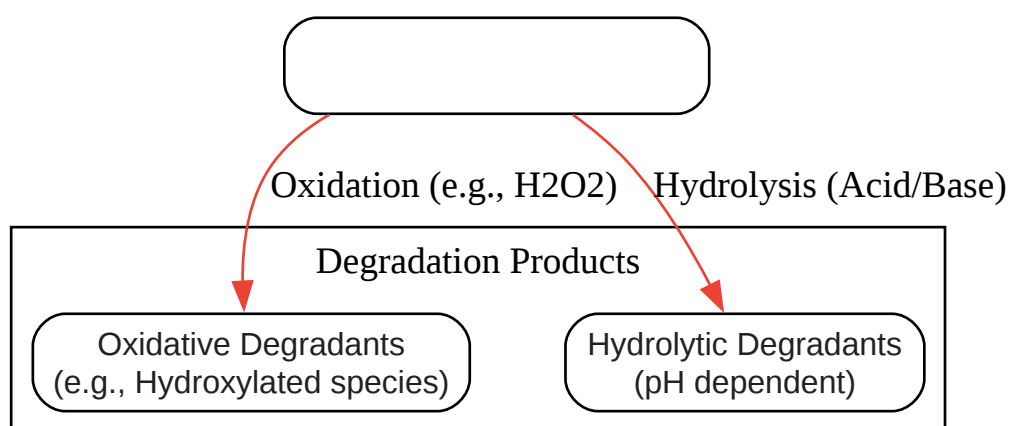 Oxidation (e.g., H2O2)
Hydrolysis (Acid/Base)
Degradation Products
Oxidative Degradants
(e.g., Hydroxylated species)
Hydrolytic Degradants
(pH dependent)